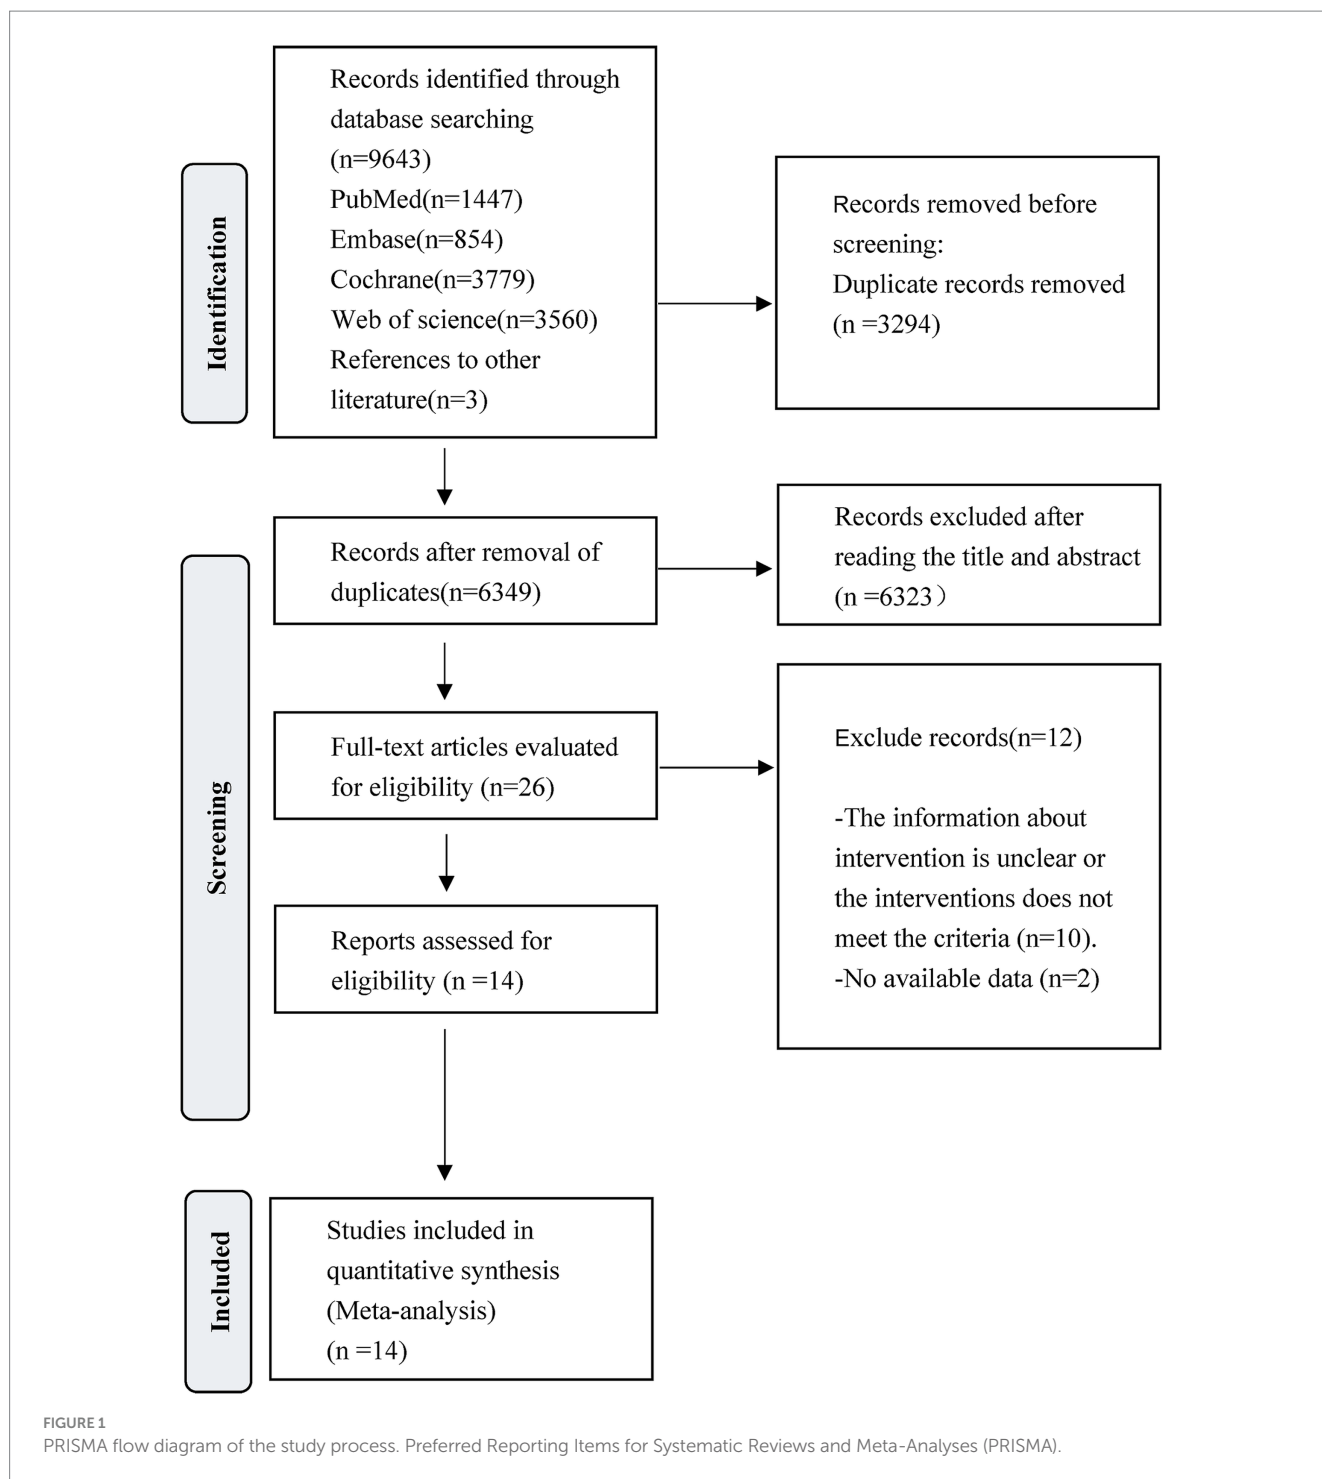 Identification
Records identified through
database searching
(n=9643)
PubMed(n=1447)
Embase(n=854)
Cochrane(n=3779)
Web of science(n=3560)
References to other
literature(n=3)
Records removed before
screening:
Duplicate records removed
(n =3294)
Screening
Records after removal of
duplicates(n=6349)
Records excluded after
reading the title and abstract
(n =6323）
Full-text articles evaluated
for eligibility (n=26)
Exclude records(n=12)
-The information about
intervention is unclear or
the interventions does not
meet the criteria (n=10).
-No available data (n=2)
Reports assessed for
eligibility (n =14)
Included
Studies included in
quantitative synthesis
(Meta-analysis)
(n =14)
FIGURE 1
PRISMA flow diagram of the study process. Preferred Reporting Items for Systematic Reviews and Meta-Analyses (PRISMA).